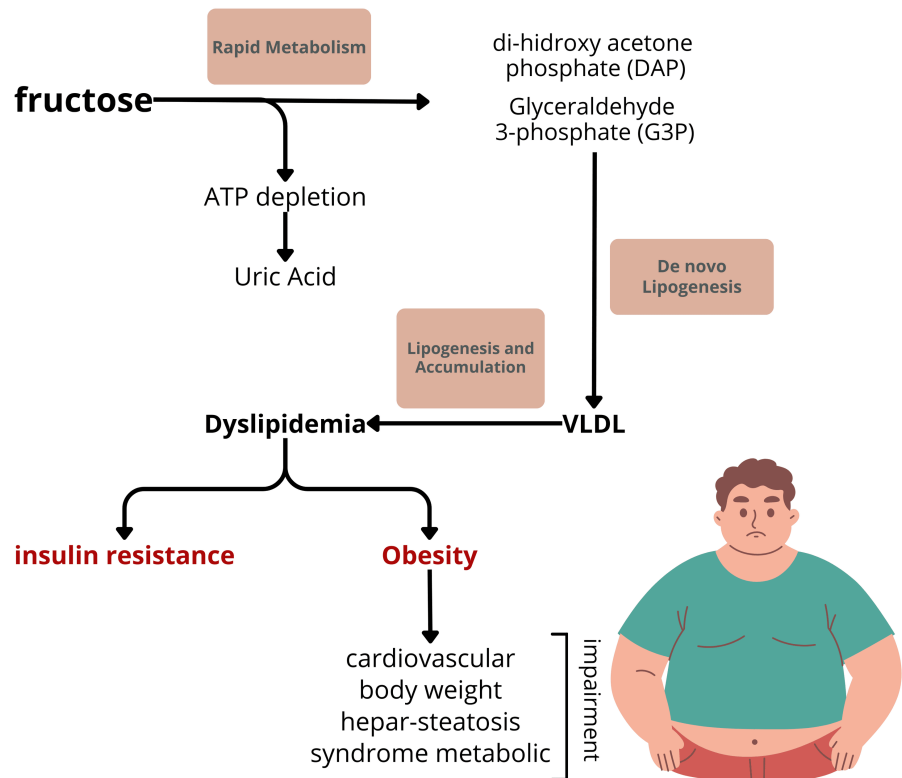 Rapid Metabolism
di-hidroxy acetone
phosphate (DAP)
fructose
Glyceraldehyde
3-phosphate (G3P)
ATP depletion
Uric Acid
De novo
Lipogenesis
Lipogenesis and
Accumulation
Dyslipidemia
VLDL
insulin resistance
Obesity
cardiovascular
body weight
hepar-steatosis
syndrome metabolic
impairment